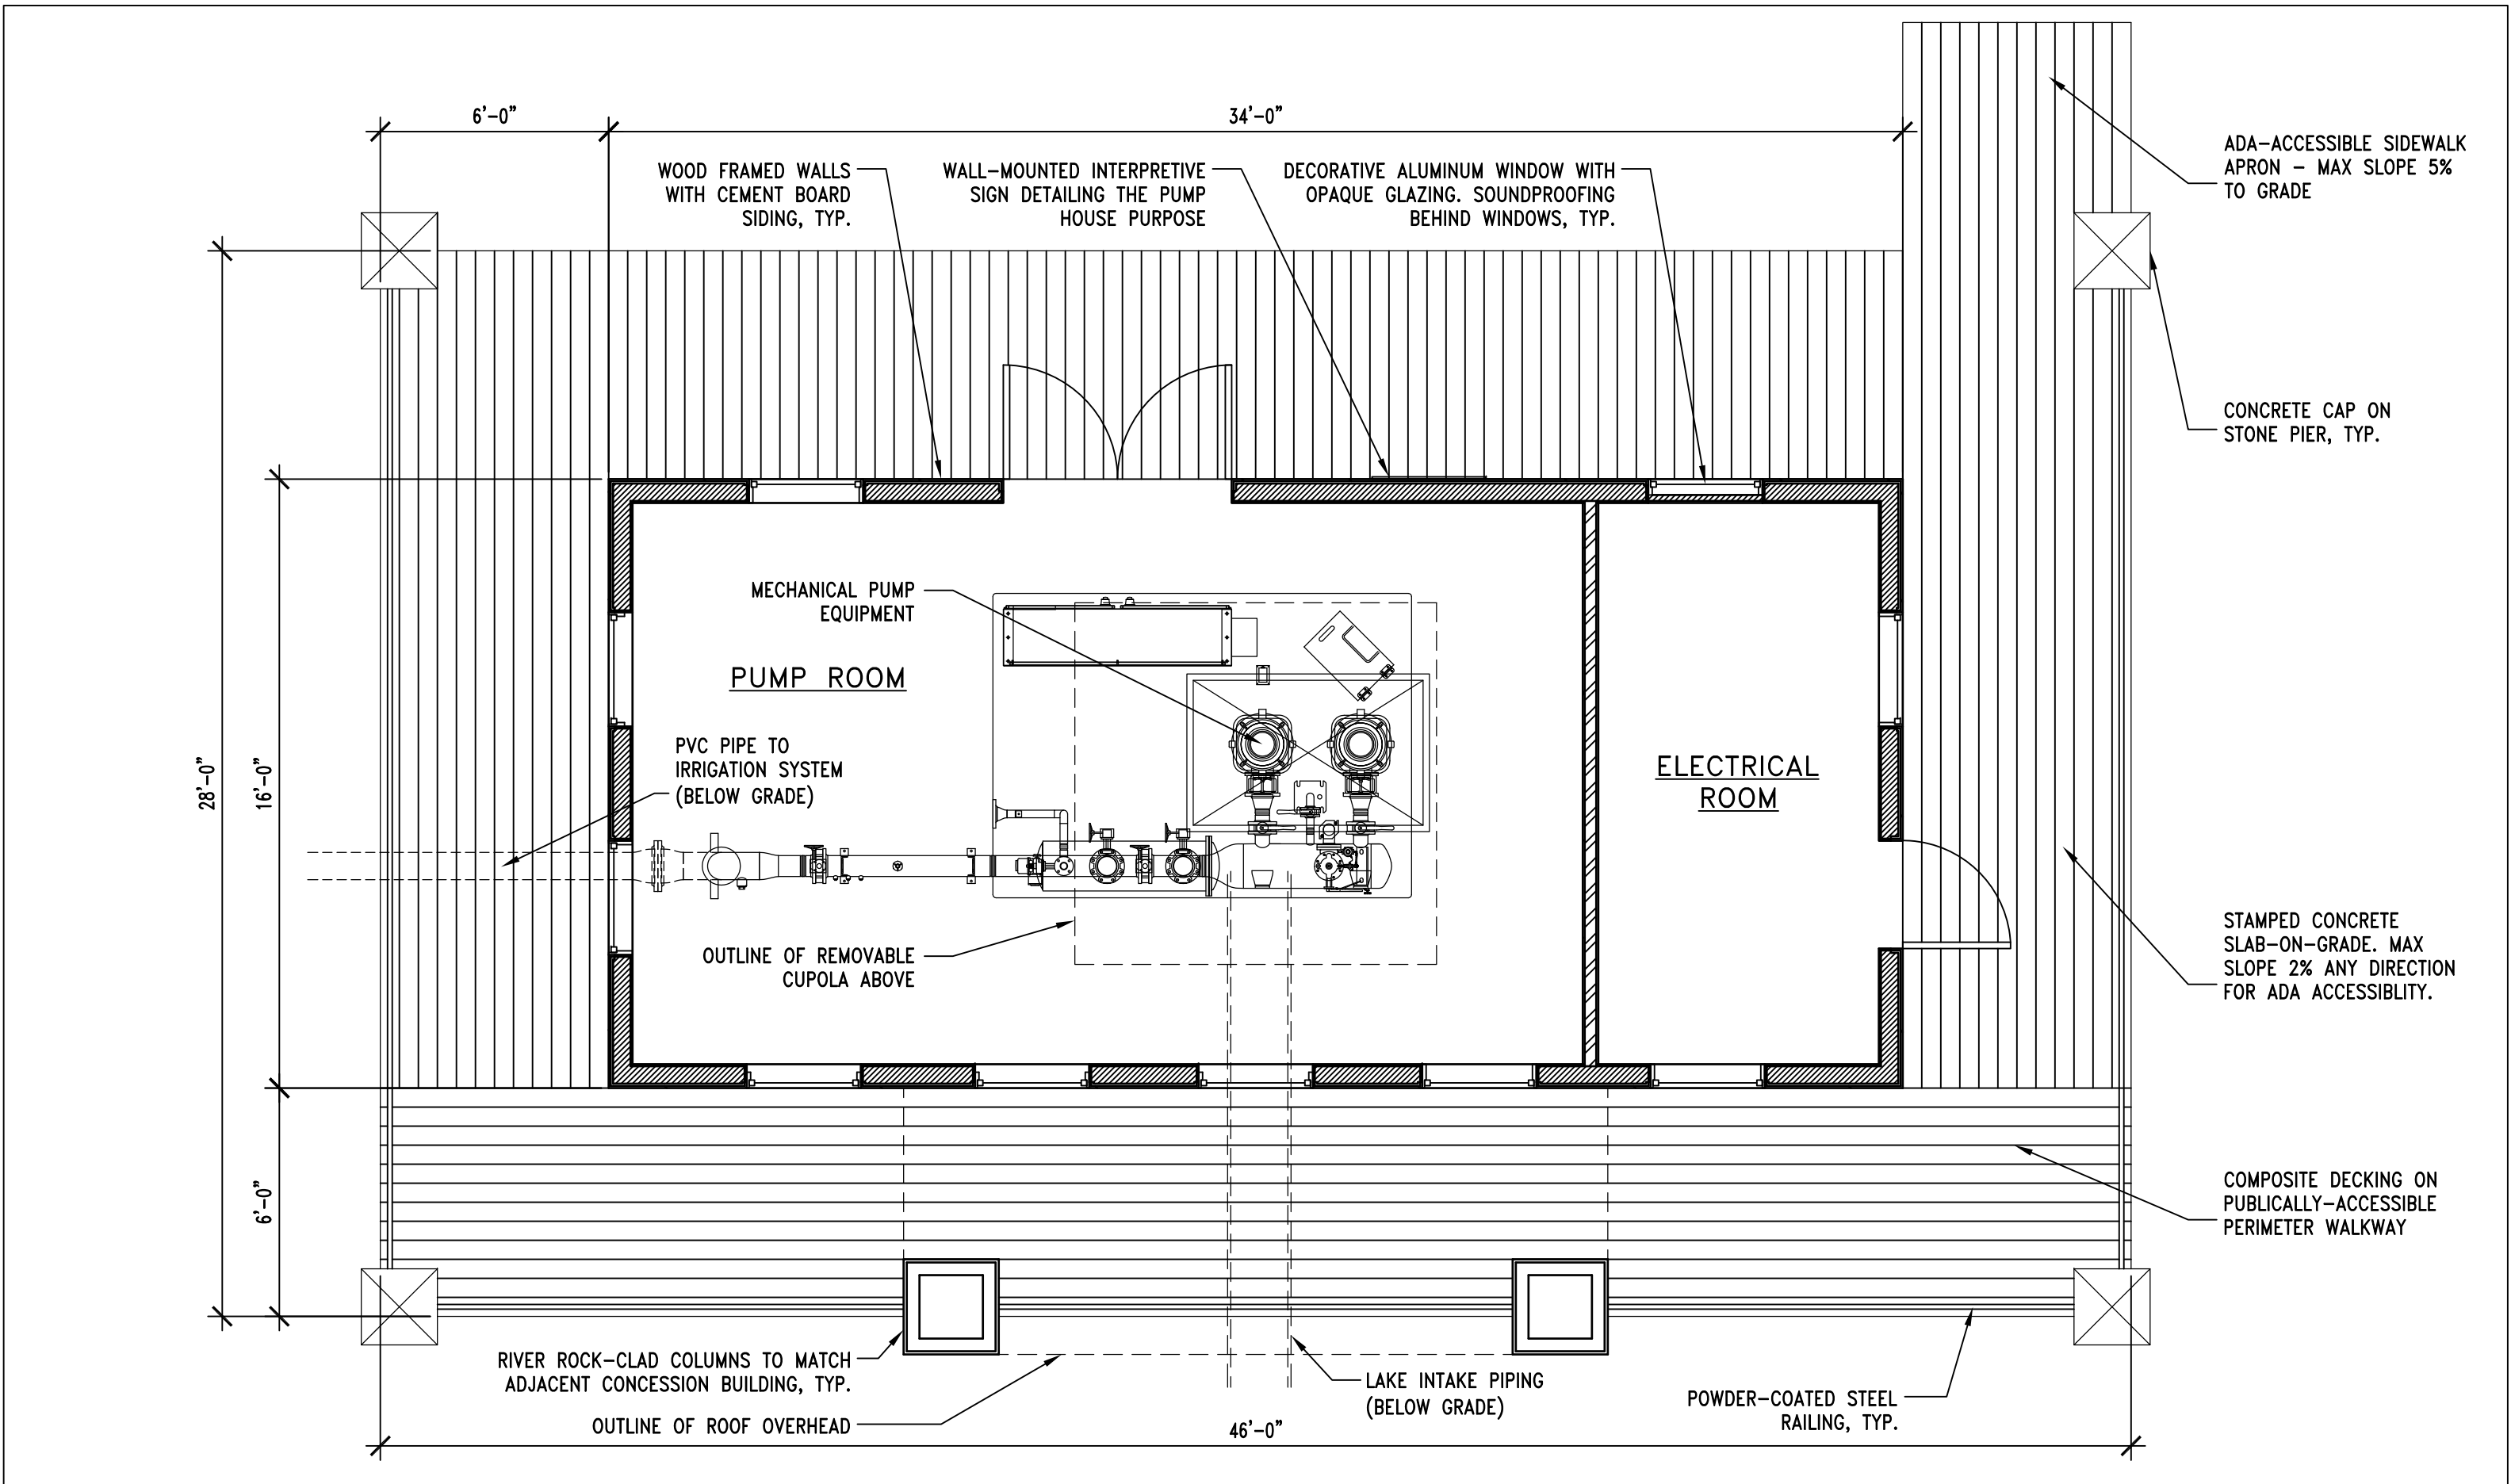 6'-0"
34'-0"
WOOD FRAMED WALLS
WITH CEMENT BOARD
SIDING, TYP.
WALL-MOUNTED INTERPRETIVE
SIGN DETAILING THE PUMP
HOUSE PURPOSE
DECORATIVE ALUMINUM WINDOW WITH
OPAQUE GLAZING. SOUNDPROOFING
BEHIND WINDOWS, TYP.
ADA-ACCESSIBLE SIDEWALK
APRON - MAX SLOPE 5%
TO GRADE
CONCRETE CAP ON
STONE PIER, TYP.
MECHANICAL PUMP
EQUIPMENT
PUMP ROOM
PVC PIPE TO
IRRIGATION SYSTEM
(BELOW GRADE)
ELECTRICAL
ROOM
28'-0"
16'-0"
OUTLINE OF REMOVABLE
CUPOLA ABOVE
STAMPED CONCRETE
SLAB-ON-GRADE. MAX
SLOPE 2% ANY DIRECTION
FOR ADA ACCESSIBLITY.
6'-0"
COMPOSITE DECKING ON
PUBLICALLY-ACCESSIBLE
PERIMETER WALKWAY
RIVER ROCK-CLAD COLUMNS TO MATCH
ADJACENT CONCESSION BUILDING, TYP.
OUTLINE OF ROOF OVERHEAD
LAKE INTAKE PIPING
(BELOW GRADE)
POWDER-COATED STEEL
RAILING, TYP.
46'-0"